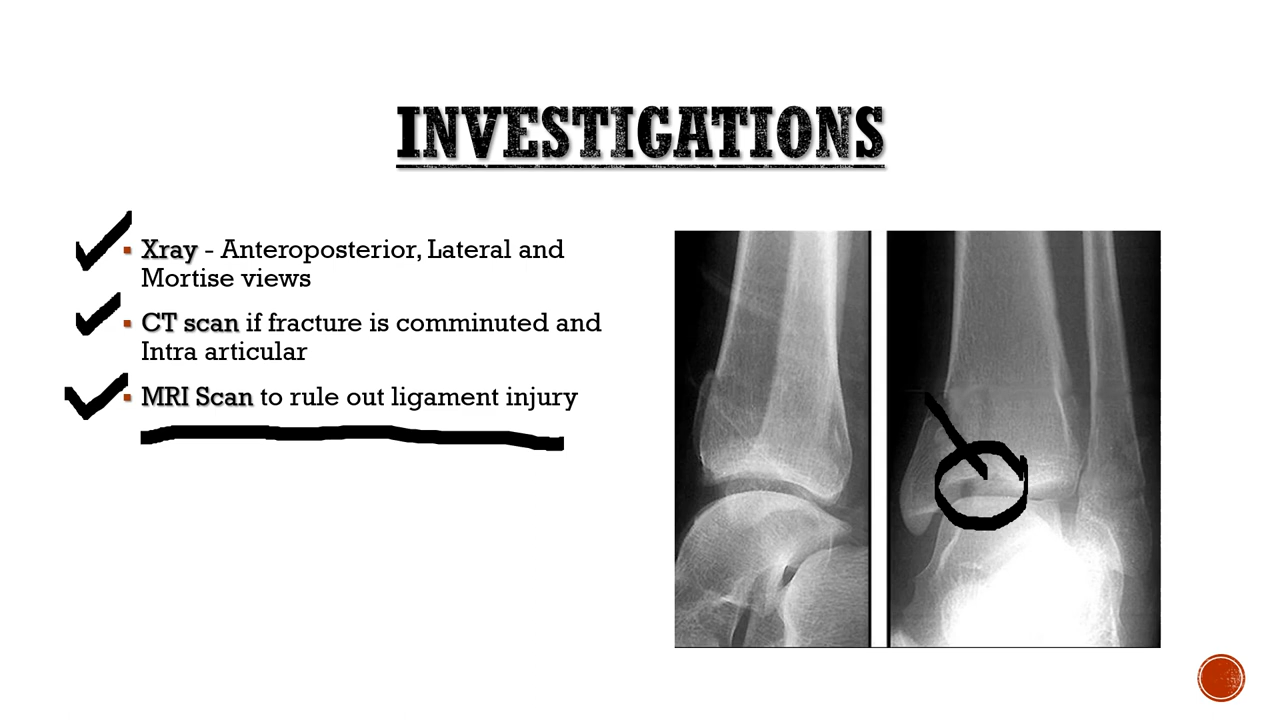 INVESTIGATIONS
Xray - Anteroposterior, Lateral and
Mortise views
CT scan if fracture is comminuted and
Intra articular
MRI Scan to rule out ligament injury